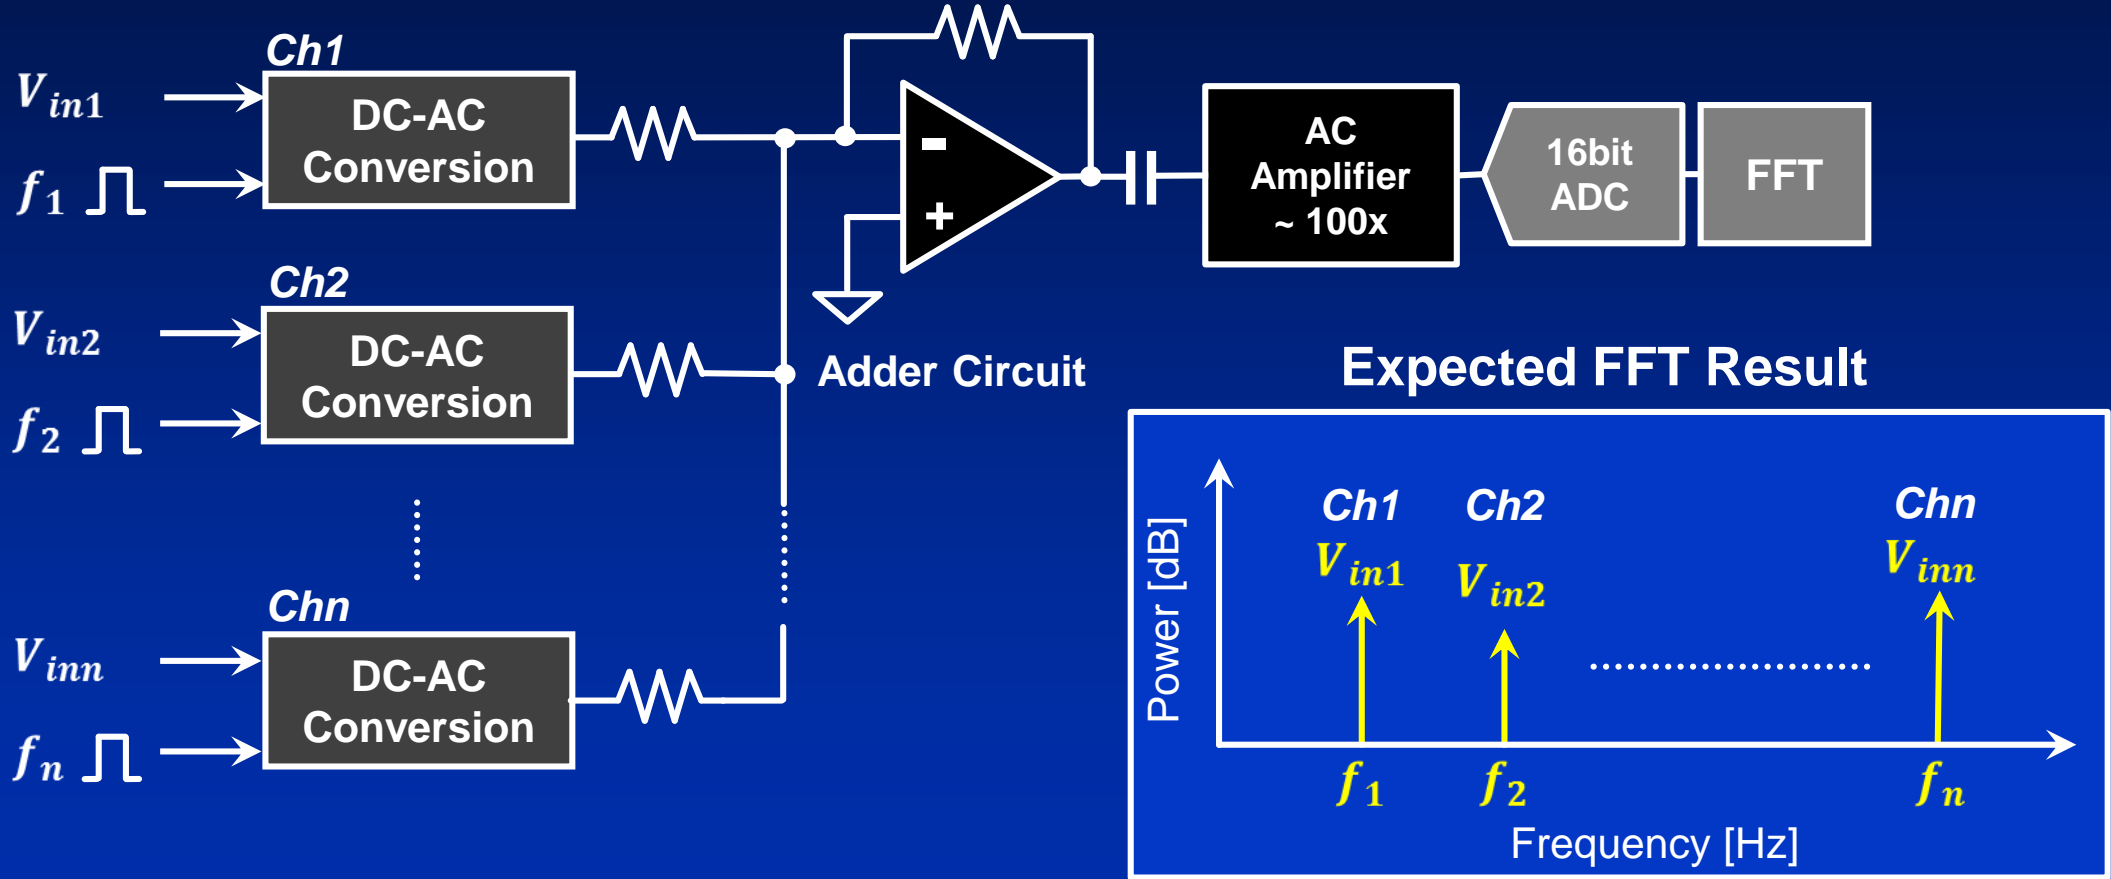 Ch1
V in1
DC-AC
Conversion
f 1
Ch2
V in2
DC-AC
Conversion
f 2
Chn
V inn
DC-AC
Conversion
f n
-
+
Adder Circuit
AC
Amplifier
~ 100x
16bit
ADC
FFT
Expected FFT Result
Power [dB]
Ch1
V in1
Ch2
V in2
Chn
V inn
f 1
f 2
f n
Frequency [Hz]